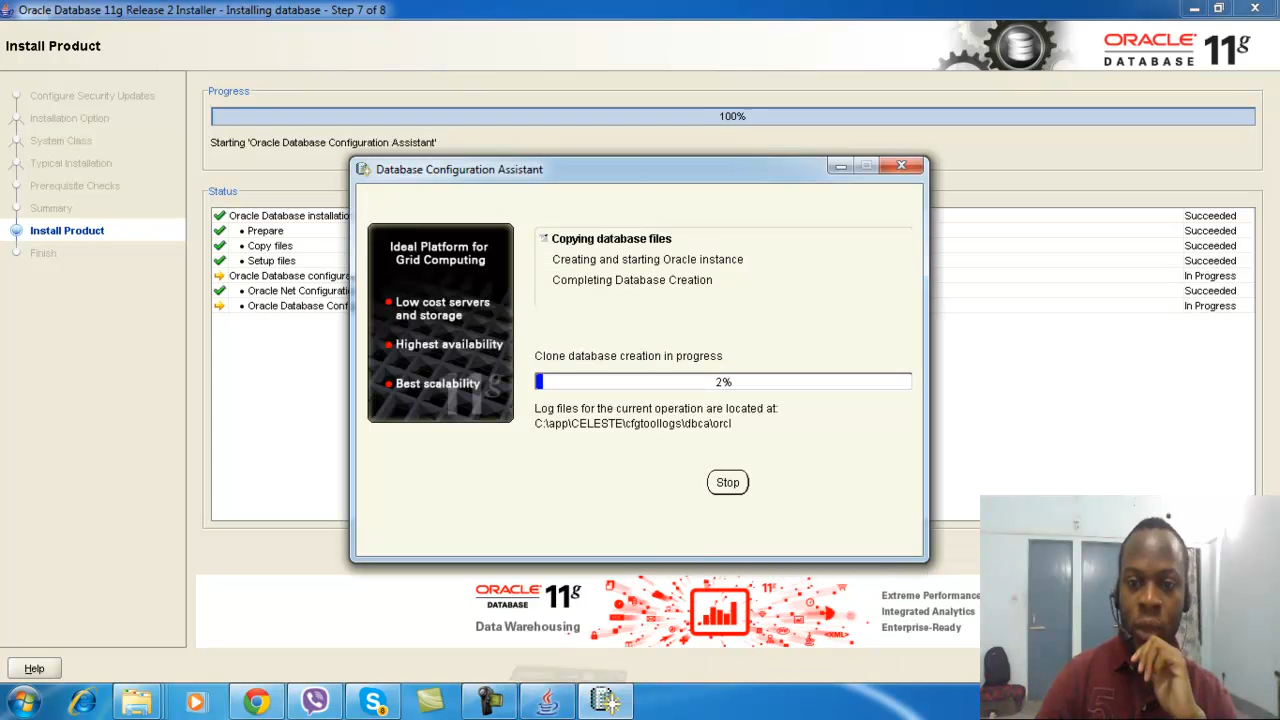 Oracle Database 11g Release 2 Installer - Installing database - Step 7 of 8
Install Product
ORACLE
DATABASE 11g
Configure Security Updates
Installation Option
System Class
Typical Installation
Prerequisite Checks
Summary
Install Product
Finish
Progress
100%
Starting 'Oracle Database Configuration Assistant'
Status
Oracle Database installatio
Succeeded
• Prepare
Succeeded
• Copy files
Succeeded
• Setup files
Succeeded
Oracle Database configura
In Progress
• Oracle Net Configuratio
Succeeded
• Oracle Database Conf
In Progress
Database Configuration Assistant
Ideal Platform for
Grid Computing
Low cost servers
and storage
Highest availability
Best scalability
11g
Copying database files
Creating and starting Oracle instance
Completing Database Creation
Clone database creation in progress
2%
Log files for the current operation are located at:
C:\app\CELESTE\cfgtoollogs\dbca\orcl
Stop
ORACLE
DATABASE 11g
Data Warehousing
11g
<XML>
Extreme Performance
Integrated Analytics
Enterprise-Ready
Help
8